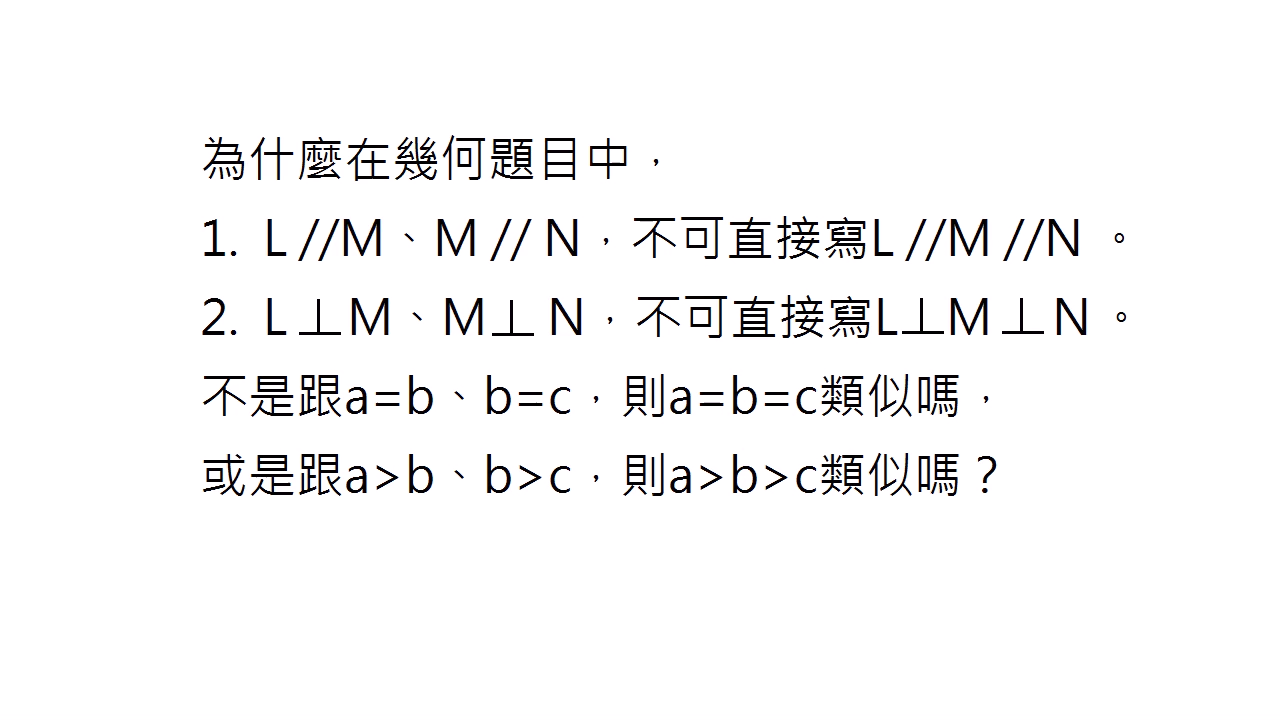 為什麼在幾何題目中，
1. L //M、M // N，不可直接寫L //M //N 。
2. L⊥M、M⊥N，不可直接寫L⊥M⊥N 。
不是跟a=b、b=c，則a=b=c類似嗎，
或是跟a>b、b>c，則a>b>c類似嗎？